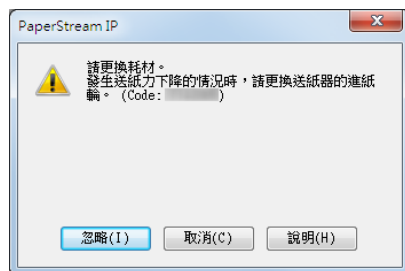 PaperStream IP
請更換耗材。
發生送紙力下降的情況時，請更換送紙器的進紙
輪。 (Code: )
忽略(I) 取消(C) 說明(H)